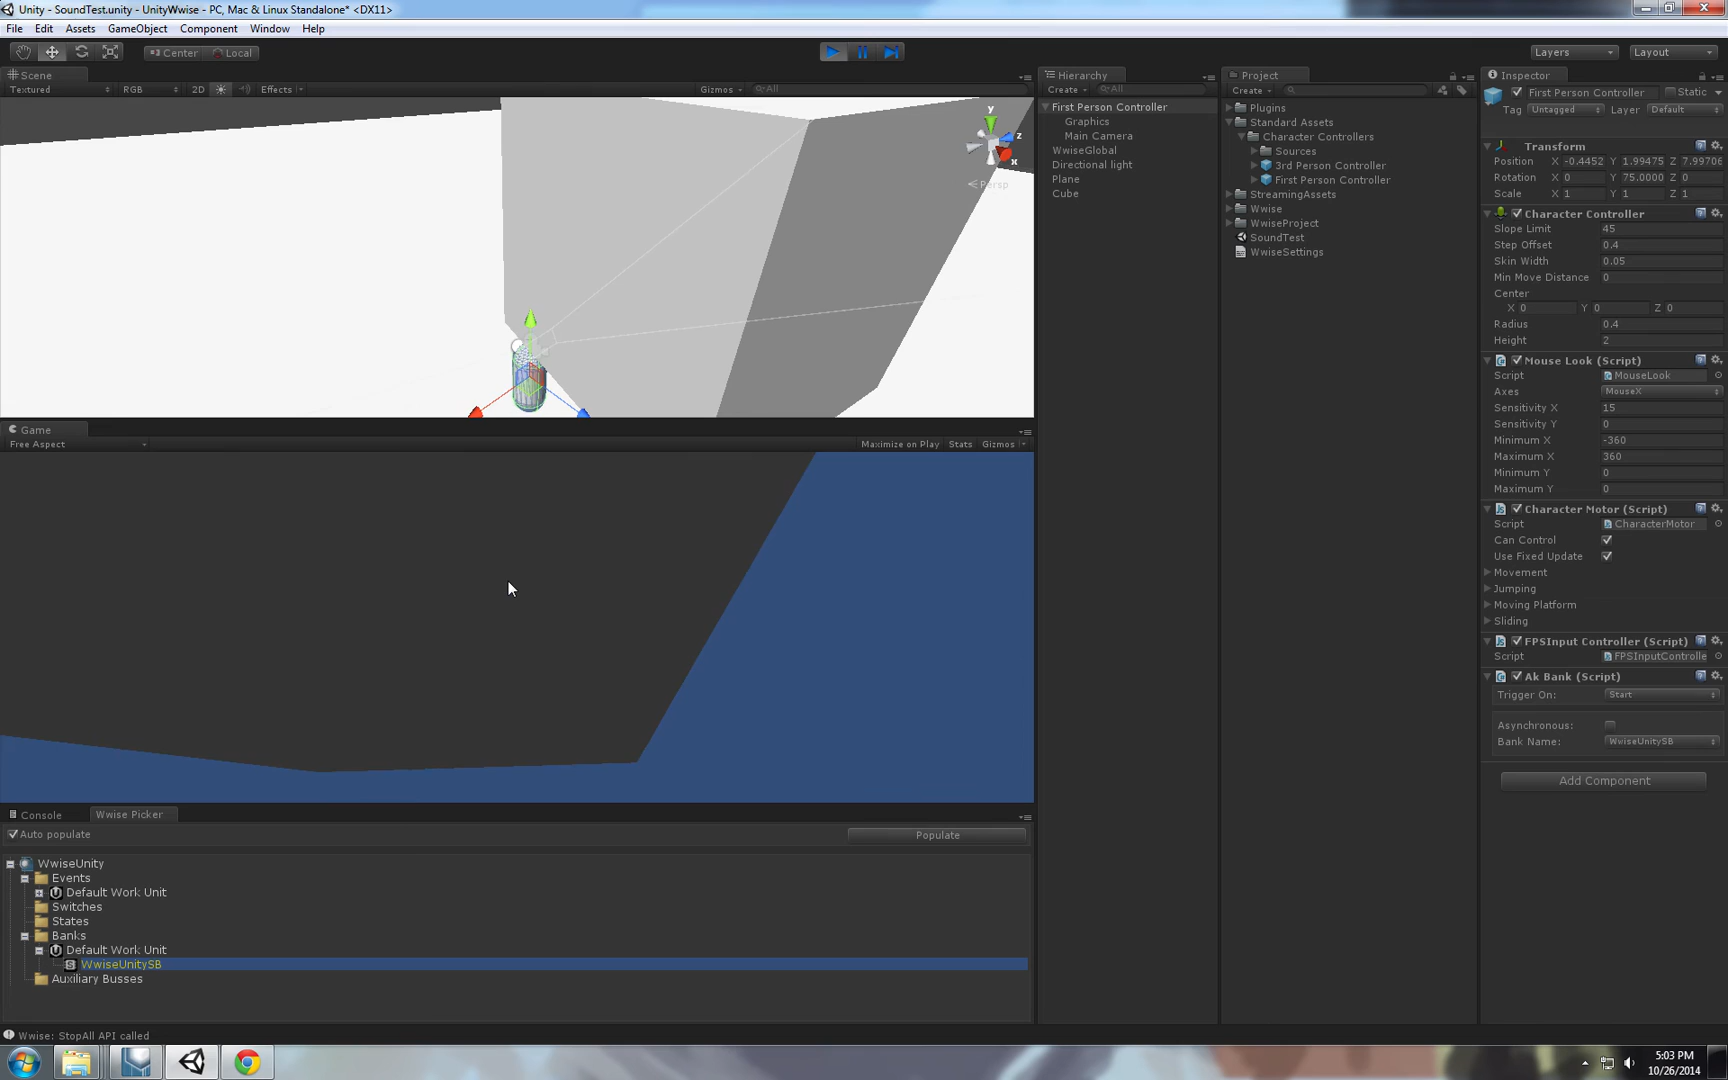 Unity - SoundTest.unity - UnityWwise - PC, Mac & Linux Standalone* <DX11>
File Edit Assets GameObject Component Window Help
Center Local Layers Layout
Scene
Textured RGB 2D Effects Gizmos All
y
z
x
Persp
Game
Free Aspect Maximize on Play Stats Gizmos
Console Wwise Picker
Auto populate Populate
WwiseUnity
Events
Default Work Unit
Switches
States
Banks
Default Work Unit
WwiseUnitySB
Auxiliary Busses
Wwise: StopAll API called
Hierarchy
Create All
First Person Controller
Graphics
Main Camera
WwiseGlobal
Directional light
Plane
Cube
Project
Create
Plugins
Standard Assets
Character Controllers
Sources
3rd Person Controller
First Person Controller
StreamingAssets
Wwise
WwiseProject
SoundTest
WwiseSettings
Inspector
First Person Controller Static
Tag Untagged Layer Default
Transform
Position X -0.4452 Y 1.99475 Z 7.99706
Rotation X 0 Y 75.0000 Z 0
Scale X 1 Y 1 Z 1
Character Controller
Slope Limit 45
Step Offset 0.4
Skin Width 0.05
Min Move Distance 0
Center
X 0 Y 0 Z 0
Radius 0.4
Height 2
Mouse Look (Script)
Script MouseLook
Axes MouseX
Sensitivity X 15
Sensitivity Y 0
Minimum X -360
Maximum X 360
Minimum Y 0
Maximum Y 0
Character Motor (Script)
Script CharacterMotor
Can Control
Use Fixed Update
Movement
Jumping
Moving Platform
Sliding
FPSInput Controller (Script)
Script FPSInputControlle
Ak Bank (Script)
Trigger On: Start
Asynchronous:
Bank Name: WwiseUnitySB
Add Component
5:03 PM
10/26/2014